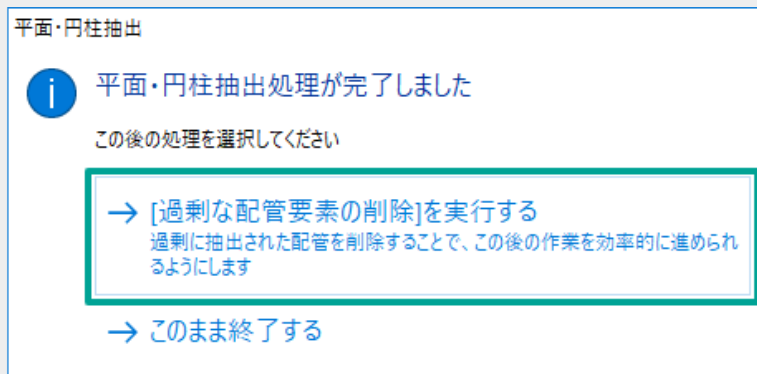 平面・円柱抽出
平面・円柱抽出処理が完了しました
この後の処理を選択してください
→ [過剰な配管要素の削除]を実行する
過剰に抽出された配管を削除することで、この後の作業を効率的に進められ
るようにします
→ このまま終了する